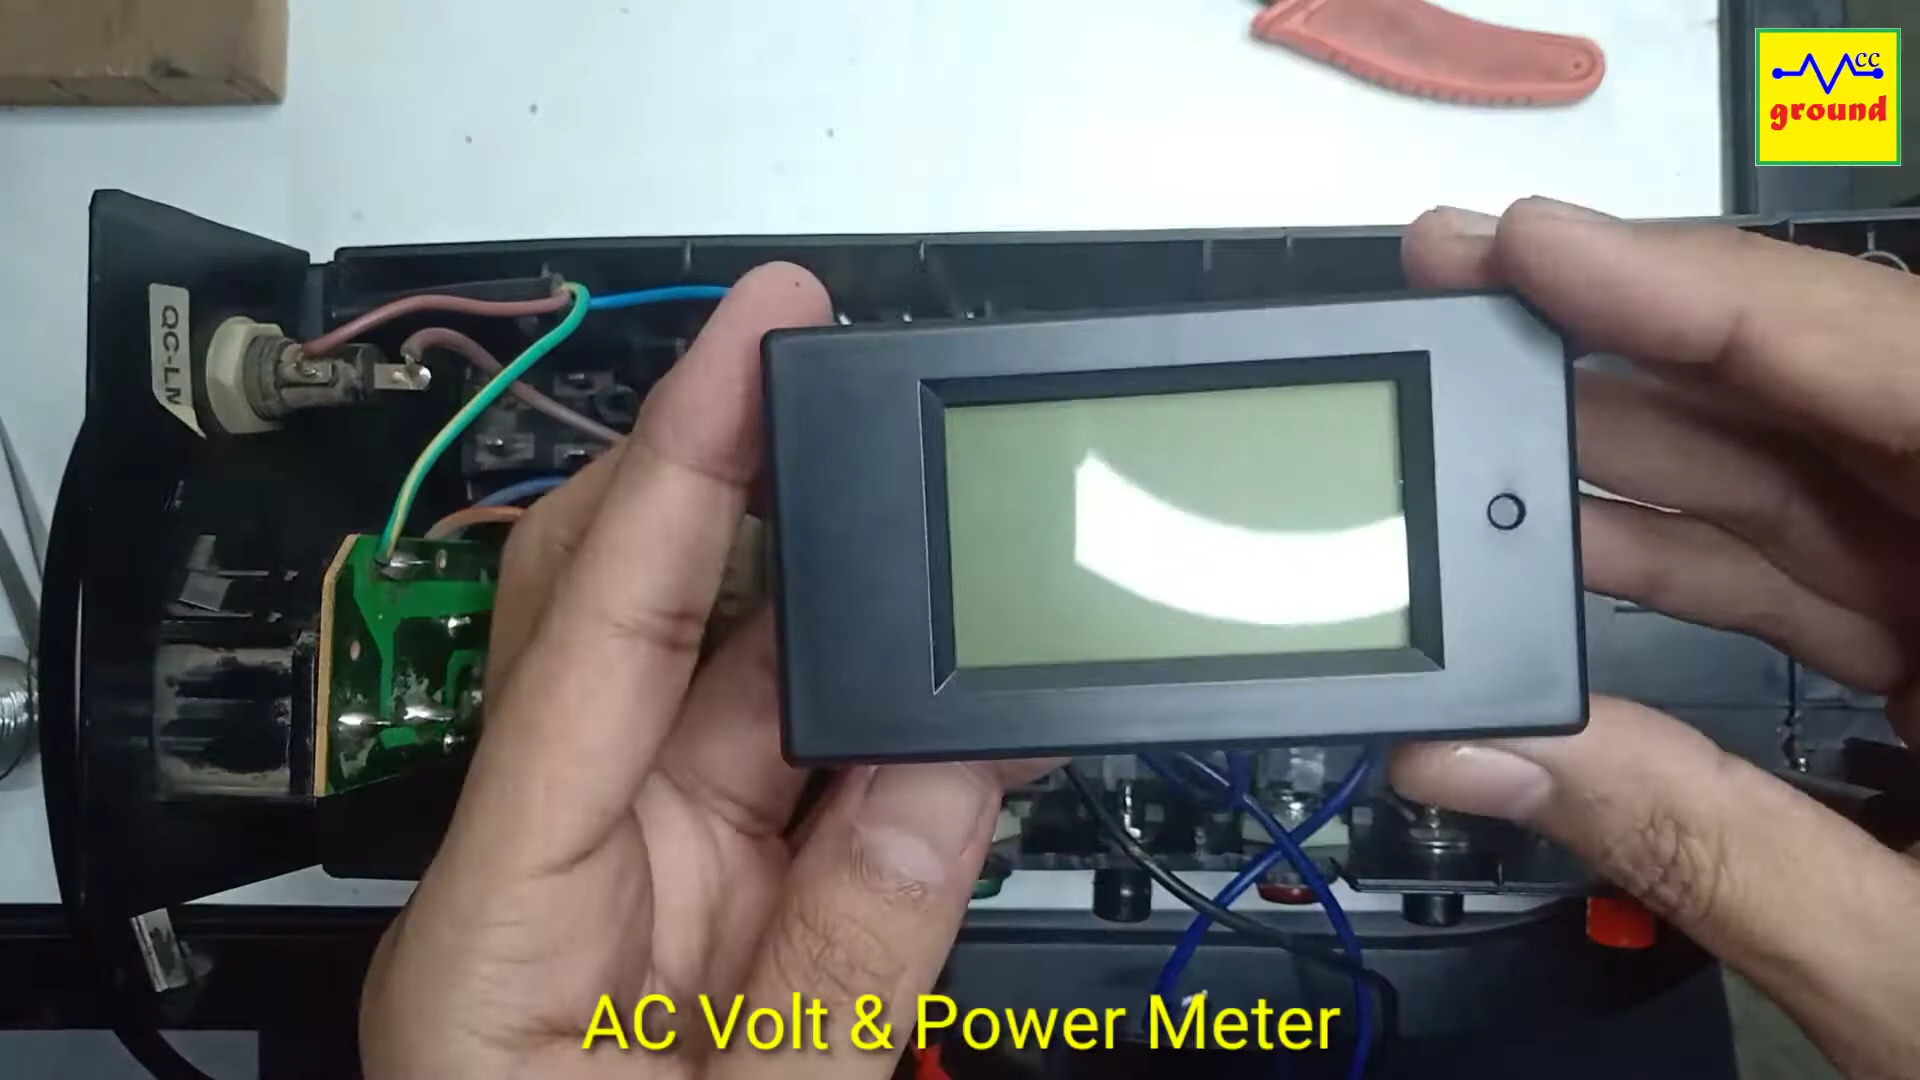 cc
ground
QC-LN
AC Volt & Power Meter